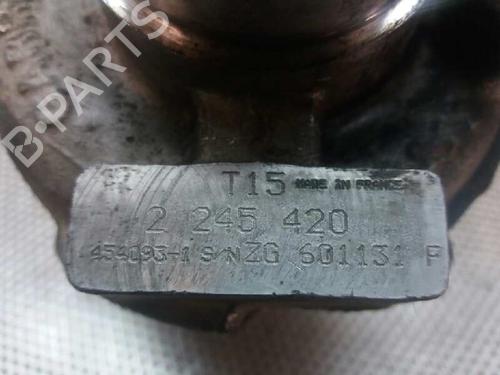 B-PARTS
T15 MADE IN FRANCE
2 245 420
454093-1 S/N ZG 601131 P